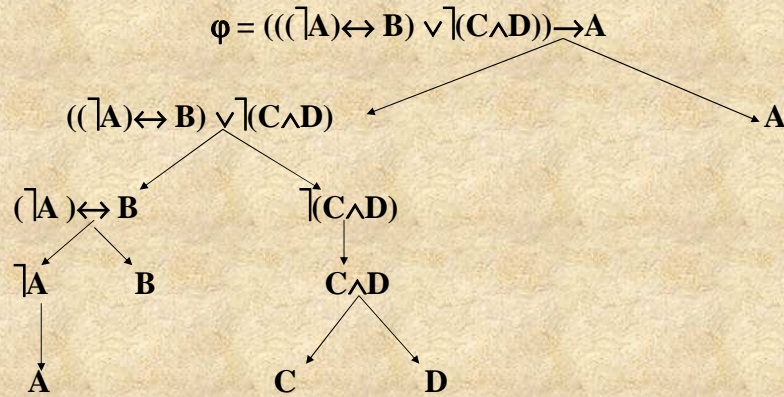 φ = (((⌉A)↔ B) ∨⌉(C∧D))→A
((⌉A)↔ B) ∨⌉(C∧D) A
(⌉A )↔ B ⌉(C∧D)
⌉A B C∧D
A C D